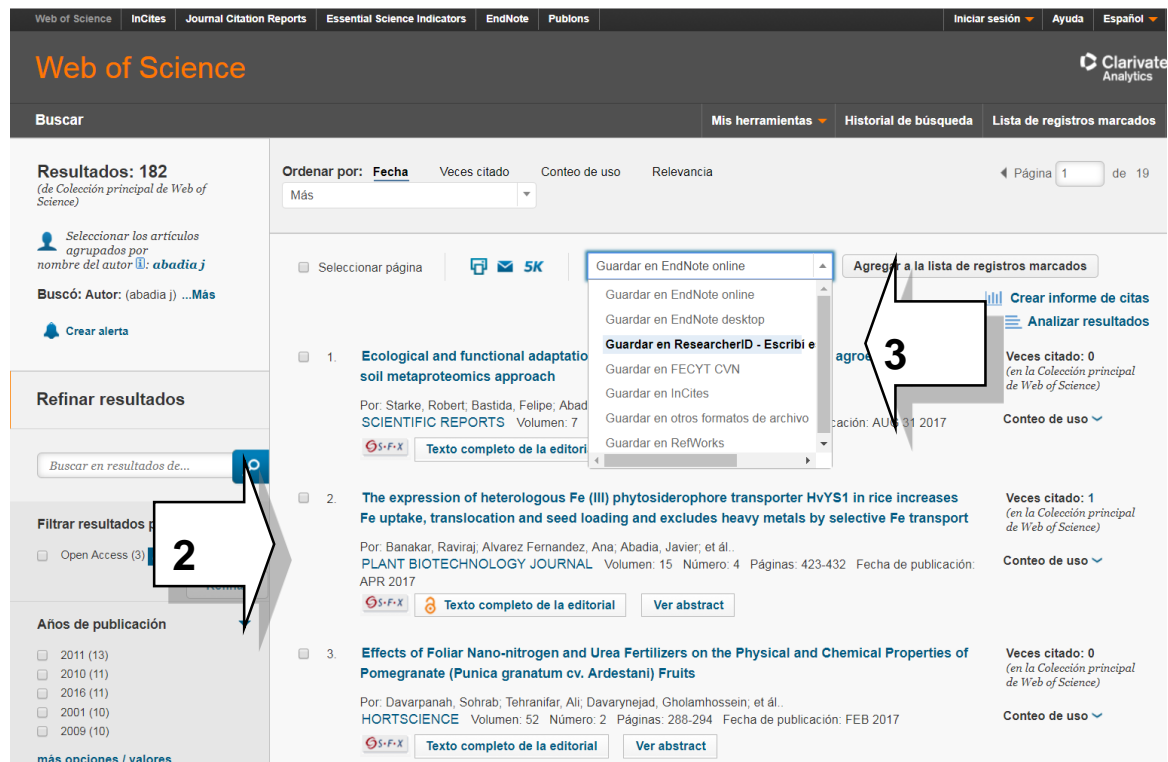 Web of Science InCites Journal Citation Reports Essential Science Indicators EndNote Publons Iniciar sesión Ayuda Español
Web of Science
Clarivate
Analytics
Buscar Mis herramientas Historial de búsqueda Lista de registros marcados
Resultados: 182
(de Colección principal de Web of
Science)
Seleccionar los artículos
agrupados por
nombre del autor i: abadia j
Buscó: Autor: (abadia j) ...Más
Crear alerta
Refinar resultados
Buscar en resultados de...
Filtrar resultados
Open Access (3)
2
Años de publicación
2011 (13)
2010 (11)
2016 (11)
2001 (10)
2009 (10)
más opciones / valores
Ordenar por: Fecha Veces citado Conteo de uso Relevancia
Más
Página 1 de 19
Seleccionar página 5K Guardar en EndNote online Agregar a la lista de registros marcados
Guardar en EndNote online
Guardar en EndNote desktop
Guardar en ResearcherID - Escribi e
Guardar en FECYT CVN
Guardar en InCites
Guardar en otros formatos de archivo
Guardar en RefWorks
3
Crear informe de citas
Analizar resultados
1. Ecological and functional
soil metaproteomics approach
Por: Starke, Robert; Bastida, Felipe;
SCIENTIFIC REPORTS Volumen: 7 AUG 31 2017
S·F·X Texto completo de la
Veces citado: 0
(en la Colección principal
de Web of Science)
Conteo de uso
2. The expression of heterologous Fe (III) phytosiderophore transporter HvYS1 in rice increases
Fe uptake, translocation and seed loading and excludes heavy metals by selective Fe transport
Por: Banakar, Raviraj; Alvarez Fernandez, Ana; Abadia, Javier; et ál..
PLANT BIOTECHNOLOGY JOURNAL Volumen: 15 Número: 4 Páginas: 423-432 Fecha de publicación:
APR 2017
S·F·X Texto completo de la editorial Ver abstract
Veces citado: 1
(en la Colección principal
de Web of Science)
Conteo de uso
3. Effects of Foliar Nano-nitrogen and Urea Fertilizers on the Physical and Chemical Properties of
Pomegranate (Punica granatum cv. Ardestani) Fruits
Por: Davarpanah, Sohrab; Tehranifar, Ali; Davarynejad, Gholamhossein; et ál..
HORTSCIENCE Volumen: 52 Número: 2 Páginas: 288-294 Fecha de publicación: FEB 2017
S·F·X Texto completo de la editorial Ver abstract
Veces citado: 0
(en la Colección principal
de Web of Science)
Conteo de uso